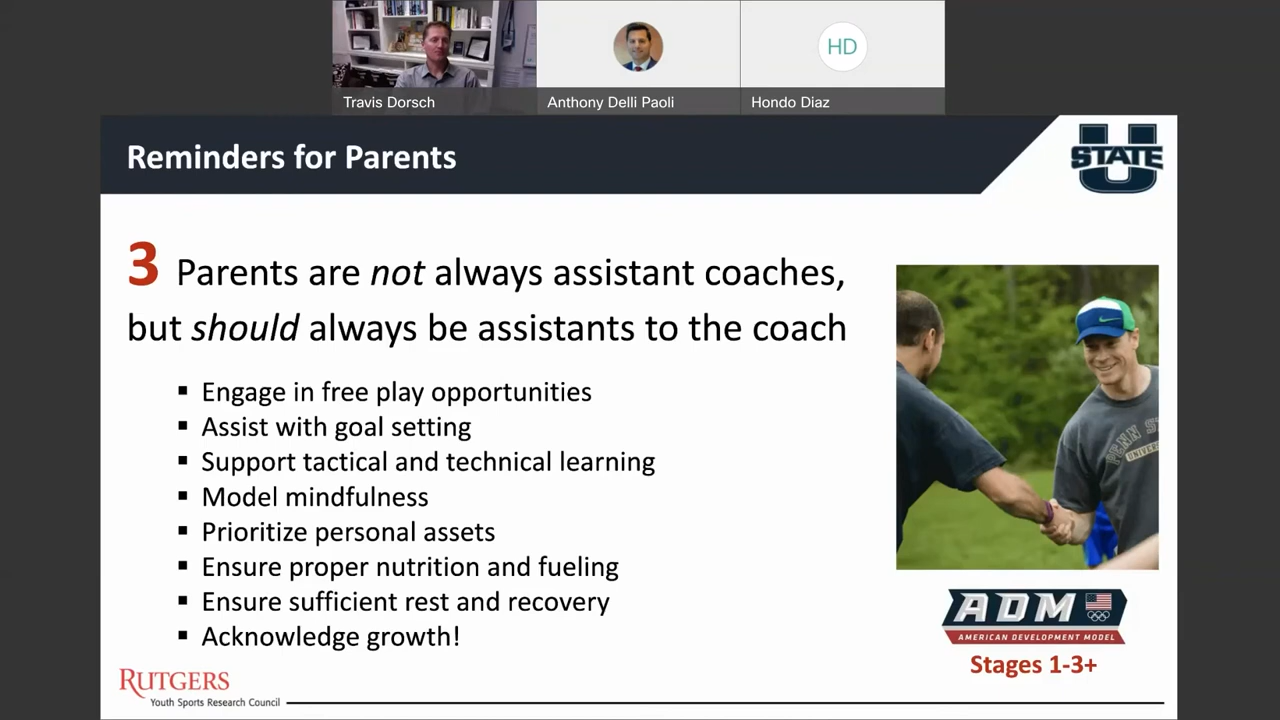 Travis Dorsch
Anthony Delli Paoli
HD
Hondo Diaz
Reminders for Parents
U
STATE
3 Parents are not always assistant coaches,
but should always be assistants to the coach
▪ Engage in free play opportunities
▪ Assist with goal setting
▪ Support tactical and technical learning
▪ Model mindfulness
▪ Prioritize personal assets
▪ Ensure proper nutrition and fueling
▪ Ensure sufficient rest and recovery
▪ Acknowledge growth!
PENN ST
UNIVER
ADM
AMERICAN DEVELOPMENT MODEL
Stages 1-3+
RUTGERS
Youth Sports Research Council